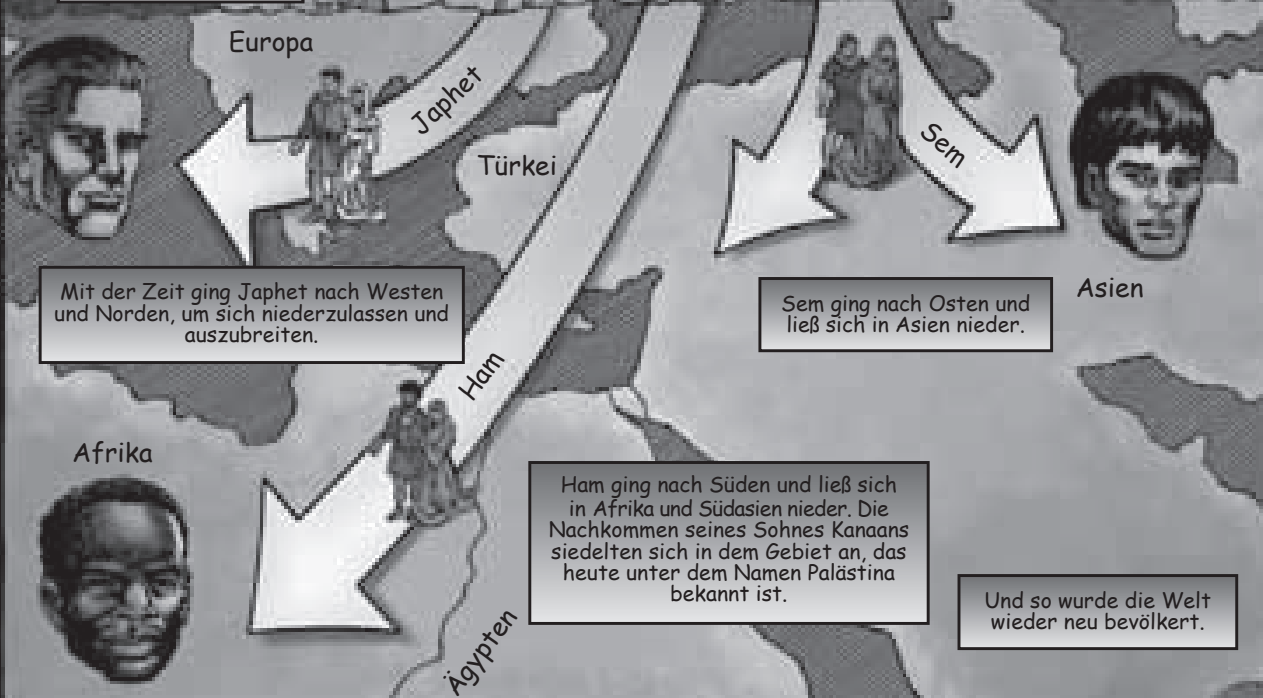 Europa
Japhet
Türkei
Sem
Mit der Zeit ging Japhet nach Westen
und Norden, um sich niederzulassen und
auszubreiten.
Sem ging nach Osten und
ließ sich in Asien nieder.
Asien
Ham
Afrika
Ham ging nach Süden und ließ sich
in Afrika und Südasien nieder. Die
Nachkommen seines Sohnes Kanaans
siedelten sich in dem Gebiet an, das
heute unter dem Namen Palästina
bekannt ist.
Ägypten
Und so wurde die Welt
wieder neu bevölkert.